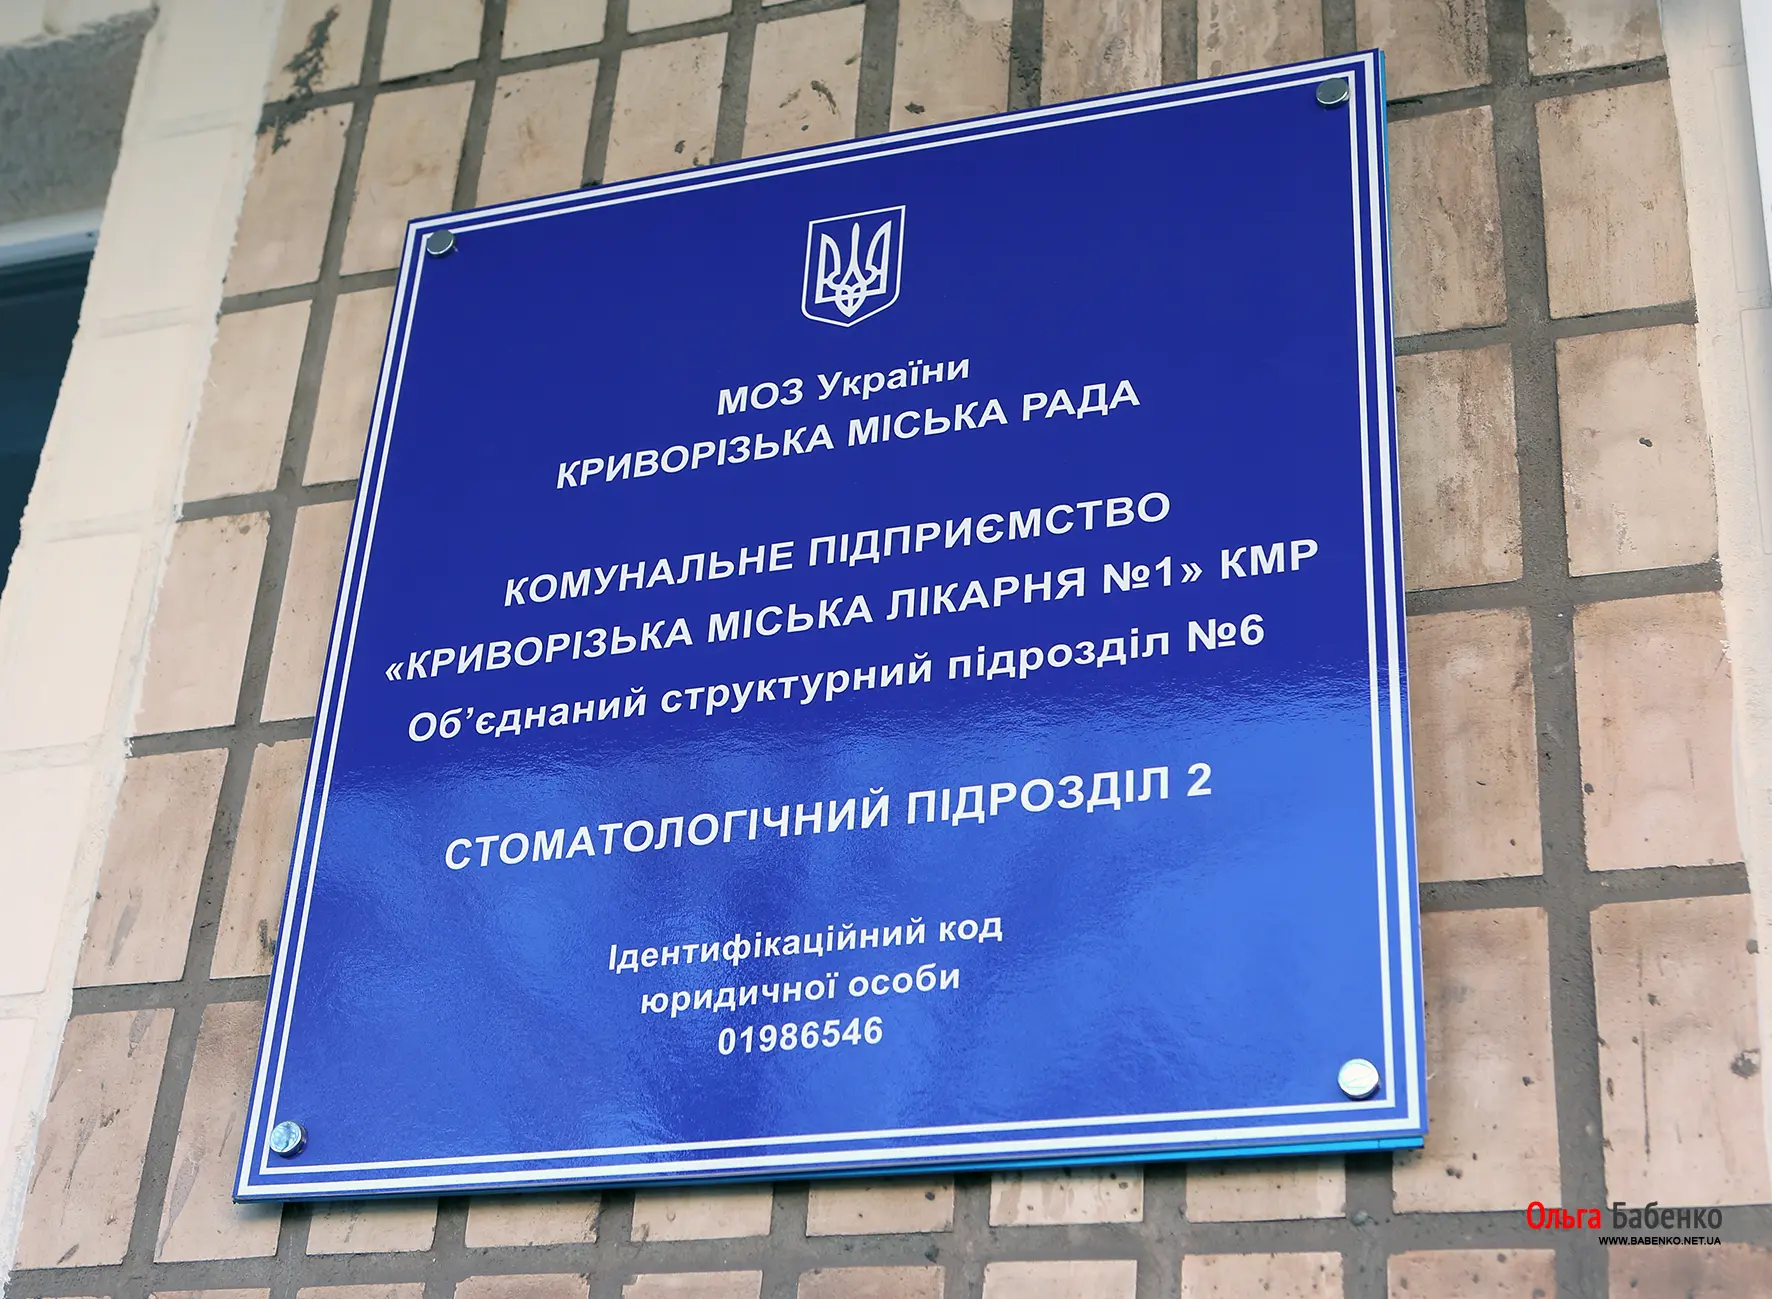 МОЗ України
КРИВОРІЗЬКА МІСЬКА РАДА
КОМУНАЛЬНЕ ПІДПРИЄМСТВО
«КРИВОРІЗЬКА МІСЬКА ЛІКАРНЯ №1» КМР
Об’єднаний структурний підрозділ №6
СТОМАТОЛОГІЧНИЙ ПІДРОЗДІЛ 2
Ідентифікаційний код
юридичної особи
01986546
Ольга Бабенко
WWW.BABENKO.NET.UA